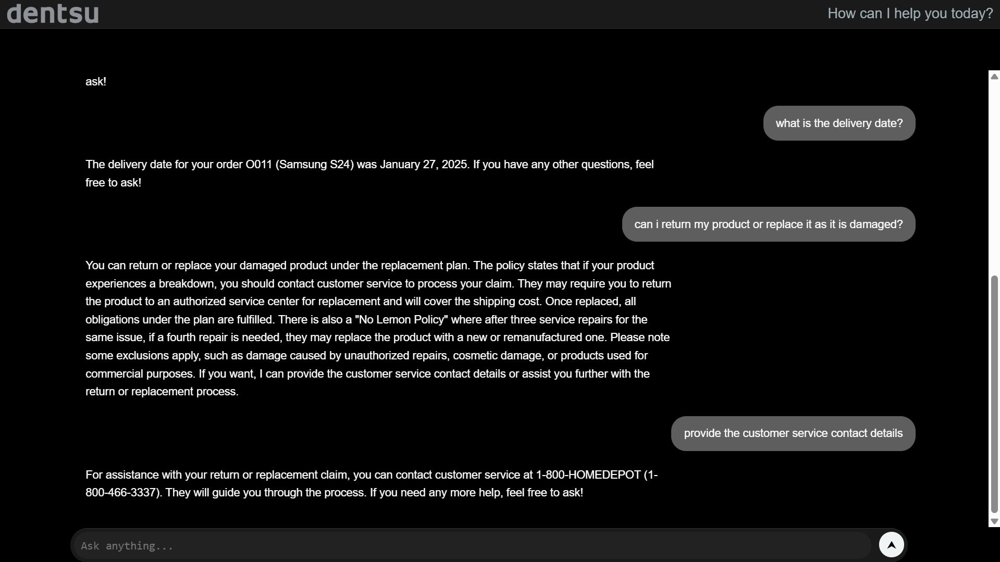 dentsu
How can I help you today?
ask!
what is the delivery date?
The delivery date for your order O011 (Samsung S24) was January 27, 2025. If you have any other questions, feel
free to ask!
can i return my product or replace it as it is damaged?
You can return or replace your damaged product under the replacement plan. The policy states that if your product
experiences a breakdown, you should contact customer service to process your claim. They may require you to return
the product to an authorized service center for replacement and will cover the shipping cost. Once replaced, all
obligations under the plan are fulfilled. There is also a "No Lemon Policy" where after three service repairs for the
same issue, if a fourth repair is needed, they may replace the product with a new or remanufactured one. Please note
some exclusions apply, such as damage caused by unauthorized repairs, cosmetic damage, or products used for
commercial purposes. If you want, I can provide the customer service contact details or assist you further with the
return or replacement process.
provide the customer service contact details
For assistance with your return or replacement claim, you can contact customer service at 1-800-HOMEDEPOT (1-
800-466-3337). They will guide you through the process. If you need any more help, feel free to ask!
Ask anything...